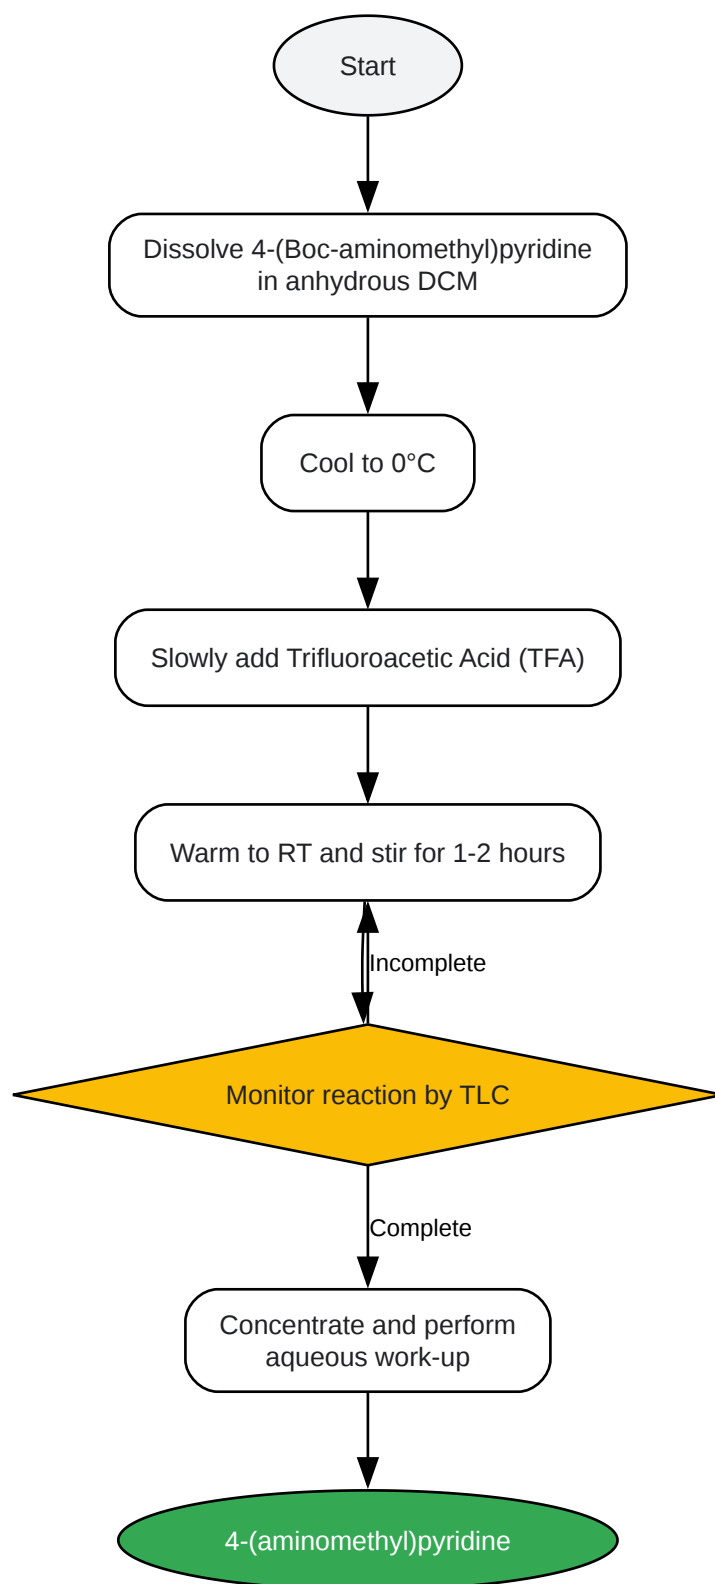 Start
Dissolve 4-(Boc-aminomethyl)pyridine
in anhydrous DCM
Cool to 0°C
Slowly add Trifluoroacetic Acid (TFA)
Warm to RT and stir for 1-2 hours
Incomplete
Monitor reaction by TLC
Complete
Concentrate and perform
aqueous work-up
4-(aminomethyl)pyridine